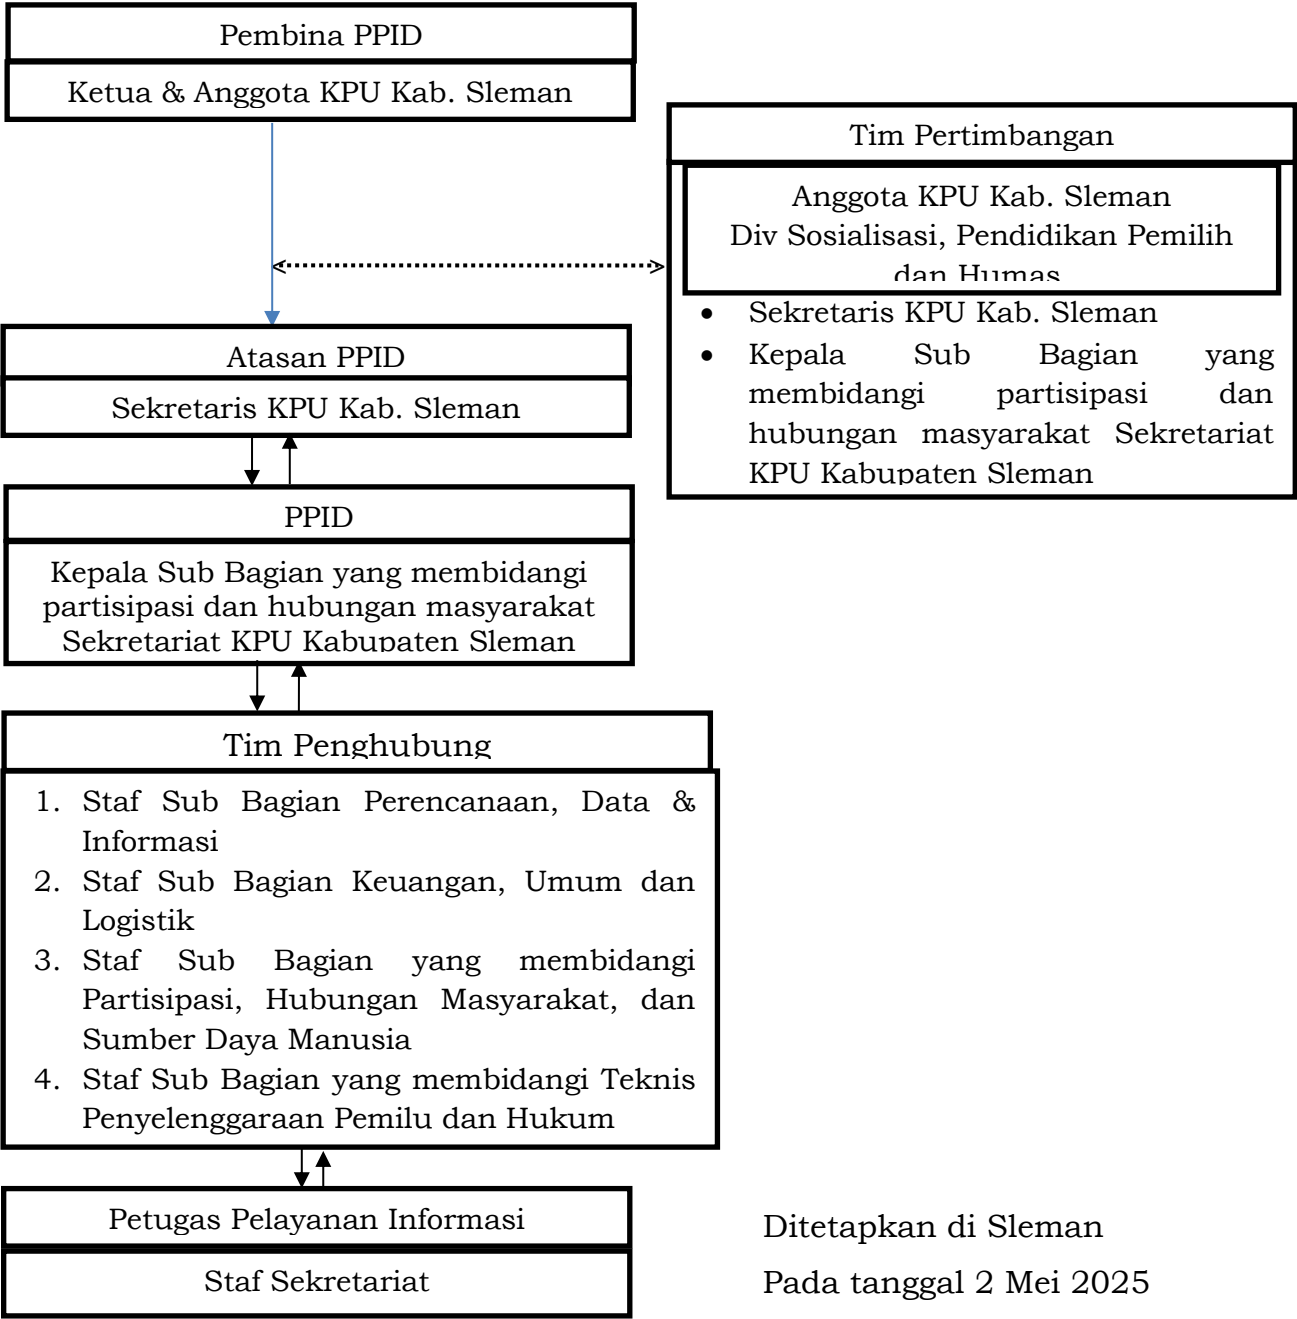 Pembina PPID
Ketua & Anggota KPU Kab. Sleman
Tim Pertimbangan
Anggota KPU Kab. Sleman
Div Sosialisasi, Pendidikan Pemilih
dan Humas
• Sekretaris KPU Kab. Sleman
• Kepala Sub Bagian yang
membidangi partisipasi dan
hubungan masyarakat Sekretariat
KPU Kabupaten Sleman
Atasan PPID
Sekretaris KPU Kab. Sleman
PPID
Kepala Sub Bagian yang membidangi
partisipasi dan hubungan masyarakat
Sekretariat KPU Kabupaten Sleman
Tim Penghubung
1. Staf Sub Bagian Perencanaan, Data &
Informasi
2. Staf Sub Bagian Keuangan, Umum dan
Logistik
3. Staf Sub Bagian yang membidangi
Partisipasi, Hubungan Masyarakat, dan
Sumber Daya Manusia
4. Staf Sub Bagian yang membidangi Teknis
Penyelenggaraan Pemilu dan Hukum
Petugas Pelayanan Informasi
Staf Sekretariat
Ditetapkan di Sleman
Pada tanggal 2 Mei 2025